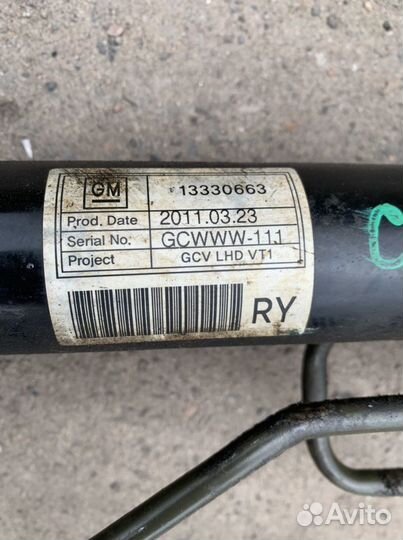 GM 13330663
Prod. Date 2011.03.23
Serial No. GCWWW-111
Project GCV LHD VT1
RY
Avito